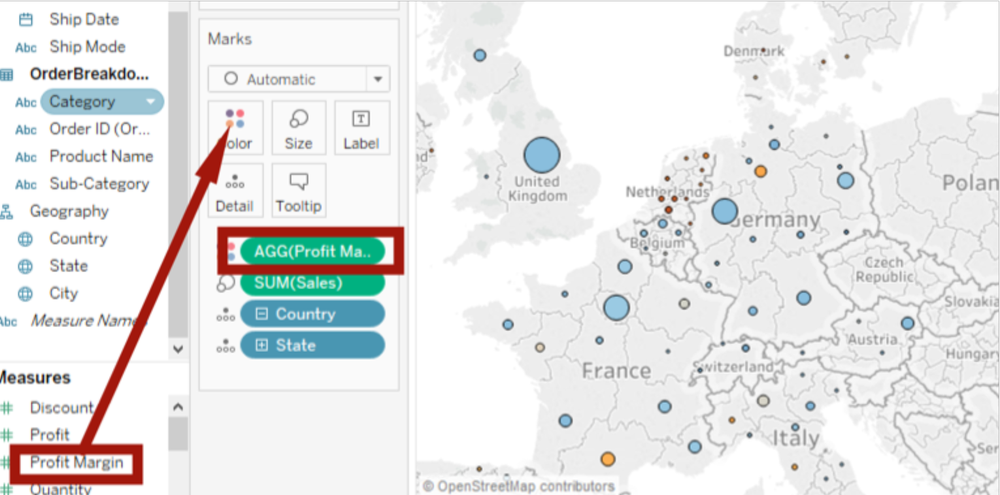 Ship Date
Abc Ship Mode
OrderBreakdo...
Abc Category
Abc Order ID (Or...
Abc Product Name
Abc Sub-Category
Geography
Country
State
City
Abc Measure Names
Measures
# Discount
# Profit
# Profit Margin
# Quantity
Marks
Automatic
Color
Size
T
Label
Detail
Tooltip
AGG(Profit Ma..
SUM(Sales)
Country
State
Denmark
United
Kingdom
Netherlands
Polan
Germany
Belgium
Czech
Republic
Slovakia
Austria
Hungary
France
Switzerland
Italy
Ser
© OpenStreetMap contributors